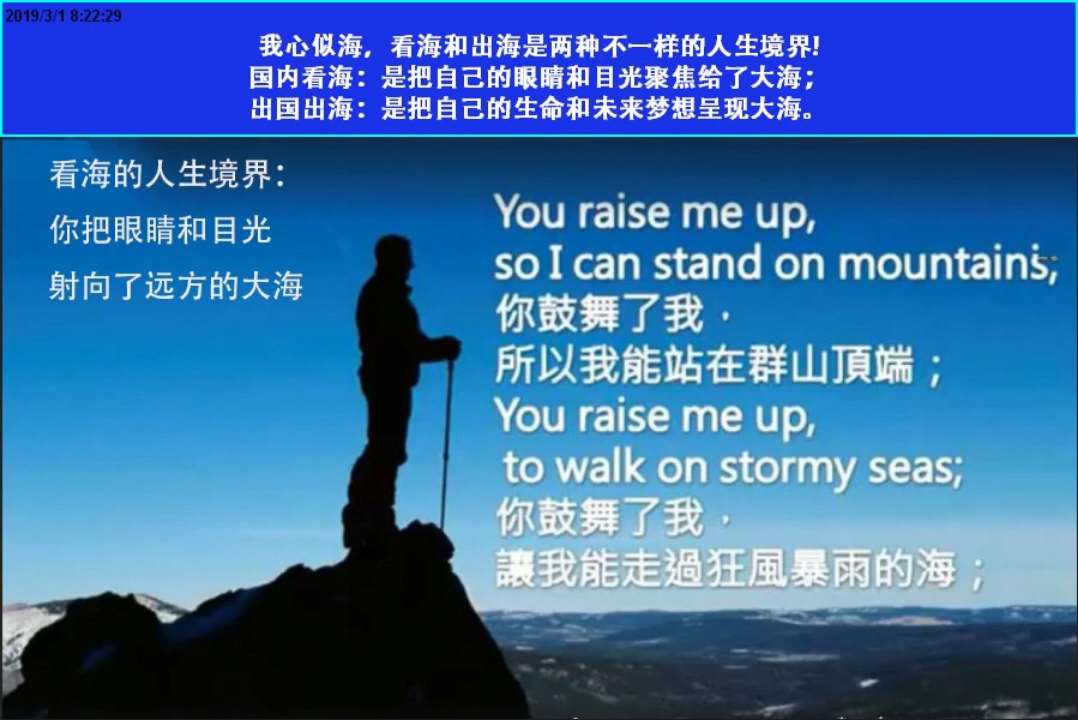 2019/3/1 8:22:29
我心似海，看海和出海是两种不一样的人生境界!
国内看海：是把自己的眼睛和目光聚焦给了大海；
出国出海：是把自己的生命和未来梦想呈现大海。
看海的人生境界：
你把眼睛和目光
射向了远方的大海
You raise me up,
so I can stand on mountains;
你鼓舞了我，
所以我能站在群山頂端；
You raise me up,
to walk on stormy seas;
你鼓舞了我，
讓我能走過狂風暴雨的海；